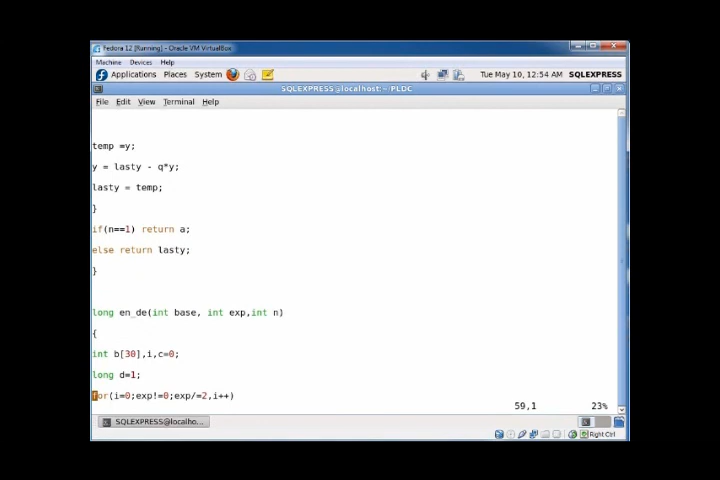 Fedora 12 [Running] - Oracle VM VirtualBox
Machine Devices Help
Applications Places System Tue May 10, 12:54 AM SQLEXPRESS
SQLEXPRESS@localhost:~/PLDC
File Edit View Terminal Help
temp =y;
y = lasty - q*y;
lasty = temp;
}
if(n==1) return a;
else return lasty;
}
long en_de(int base, int exp,int n)
{
int b[30],i,c=0;
long d=1;
for(i=0;exp!=0;exp/=2,i++)
59,1 23%
SQLEXPRESS@localho...
Right Ctrl